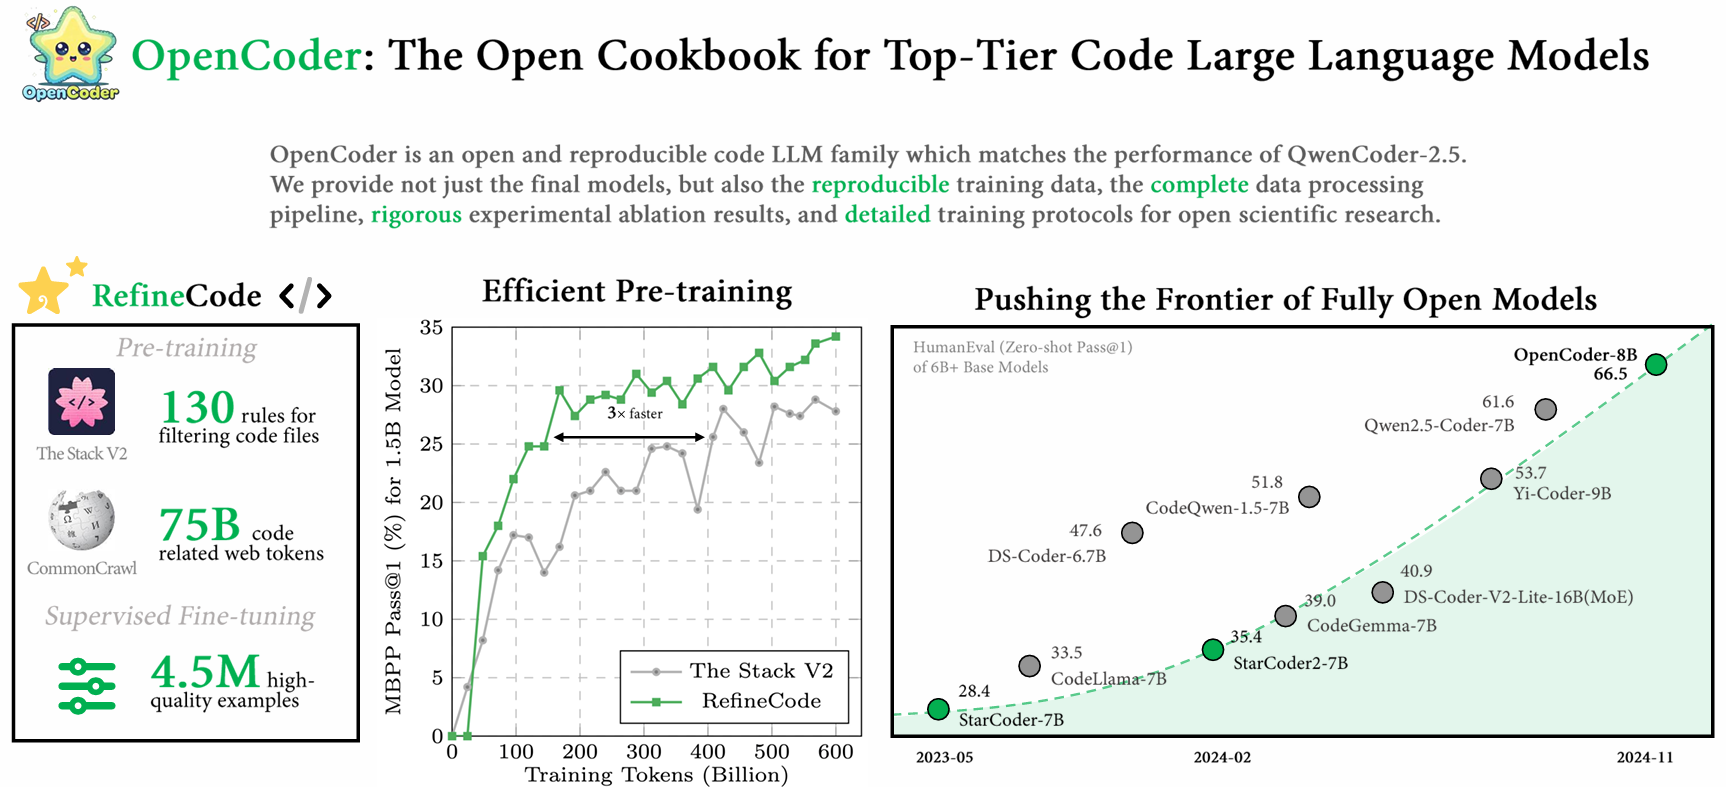 </>
OpenCoder
OpenCoder: The Open Cookbook for Top-Tier Code Large Language Models
OpenCoder is an open and reproducible code LLM family which matches the performance of QwenCoder-2.5.
We provide not just the final models, but also the reproducible training data, the complete data processing
pipeline, rigorous experimental ablation results, and detailed training protocols for open scientific research.
RefineCode </>
Pre-training
</>
The Stack V2
130 rules for
filtering code files
Ω W И
CommonCrawl
75B code
related web tokens
Supervised Fine-tuning
4.5M high-
quality examples
Efficient Pre-training
MBPP Pass@1 (%) for 1.5B Model
35
30
25
20
15
10
5
0
3× faster
The Stack V2
RefineCode
0 100 200 300 400 500 600
Training Tokens (Billion)
Pushing the Frontier of Fully Open Models
HumanEval (Zero-shot Pass@1)
of 6B+ Base Models
OpenCoder-8B
66.5
61.6
Qwen2.5-Coder-7B
53.7
Yi-Coder-9B
51.8
CodeQwen-1.5-7B
47.6
DS-Coder-6.7B
40.9
DS-Coder-V2-Lite-16B(MoE)
39.0
CodeGemma-7B
35.4
StarCoder2-7B
33.5
CodeLlama-7B
28.4
StarCoder-7B
2023-05 2024-02 2024-11